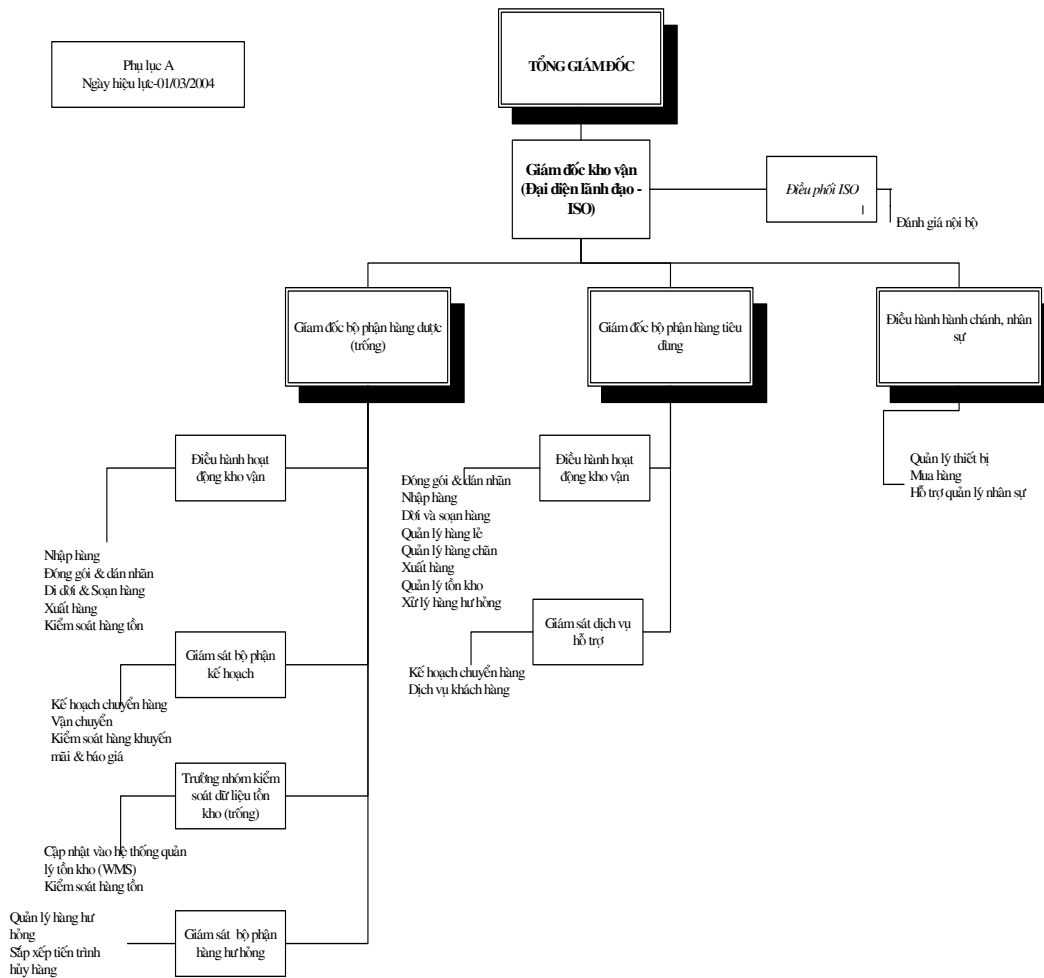 Phụ lục A
Ngày hiệu lực-01/03/2004
TỔNG GIÁM ĐỐC
Giám đốc kho vận
(Đại diện lãnh đạo -
ISO)
Điều phối ISO
Đánh giá nội bộ
Gíam đốc bộ phận hàng dược
(trống)
Giám đốc bộ phận hàng tiêu
dùng
Điều hành hành chánh, nhân
sự
Điều hoạt động kho vận
Điều hành hoạt
động kho vận
Nhập hàng
Đóng gói & dán nhãn
Di dời & Soạn hàng
Xuất hàng
Kiểm soát hàng tồn
Giám sát bộ phận
kế hoạch
Kế hoạch chuyển hàng
Vận chuyển
Kiểm soát hàng khuyến
mãi & báo giá
Trưởng nhóm kiểm
soát dữ liệu tồn
kho (trống)
Cập nhật vào hệ thống quản
lý tồn kho (WMS)
Kiểm soát hàng tồn
Giám sát bộ phận
hàng hư hỏng
Quản lý hàng hư
hỏng
Sắp xếp tiến trình
hủy hàng
Điều hành hoạt
động kho vận
Đóng gói & dán nhãn
Nhập hàng
Dời và soạn hàng
Quản lý hàng lẻ
Quản lý hàng chẵn
Xuất hàng
Quản lý tồn kho
Xử lý hàng hư hỏng
Giám sát dịch vụ
hỗ trợ
Kế hoạch chuyển hàng
Dịch vụ khách hàng
Quản lý thiết bị
Mua hàng
Hỗ trợ quản lý nhân sự